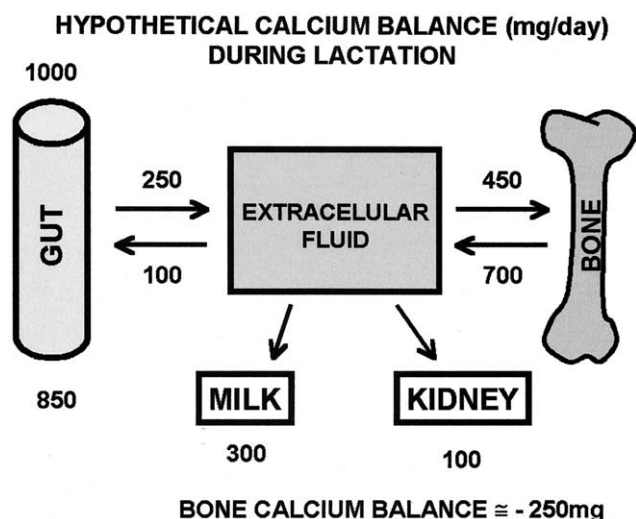 HYPOTHETICAL CALCIUM BALANCE (mg/day)
DURING LACTATION
1000
GUT
850
250
100
EXTRACELULAR
FLUID
450
700
BONE
MILK
300
KIDNEY
100
BONE CALCIUM BALANCE ≅ - 250mg